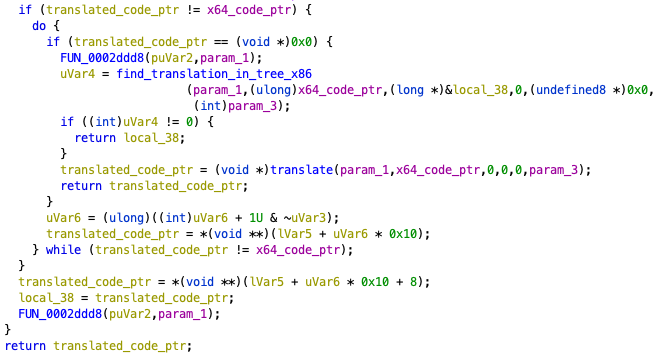 if (translated_code_ptr != x64_code_ptr) {
do {
if (translated_code_ptr == (void *)0x0) {
FUN_0002ddd8(puVar2,param_1);
uVar4 = find_translation_in_tree_x86
(param_1,(ulong)x64_code_ptr,(long *)&local_38,0,(undefined8 *)0x0,
(int)param_3);
if ((int)uVar4 != 0) {
return local_38;
}
translated_code_ptr = (void *)translate(param_1,x64_code_ptr,0,0,0,param_3);
return translated_code_ptr;
}
uVar6 = (ulong)((int)uVar6 + 1U & ~uVar3);
translated_code_ptr = *(void **)(lVar5 + uVar6 * 0x10);
} while (translated_code_ptr != x64_code_ptr);
}
translated_code_ptr = *(void **)(lVar5 + uVar6 * 0x10 + 8);
local_38 = translated_code_ptr;
FUN_0002ddd8(puVar2,param_1);
}
return translated_code_ptr;